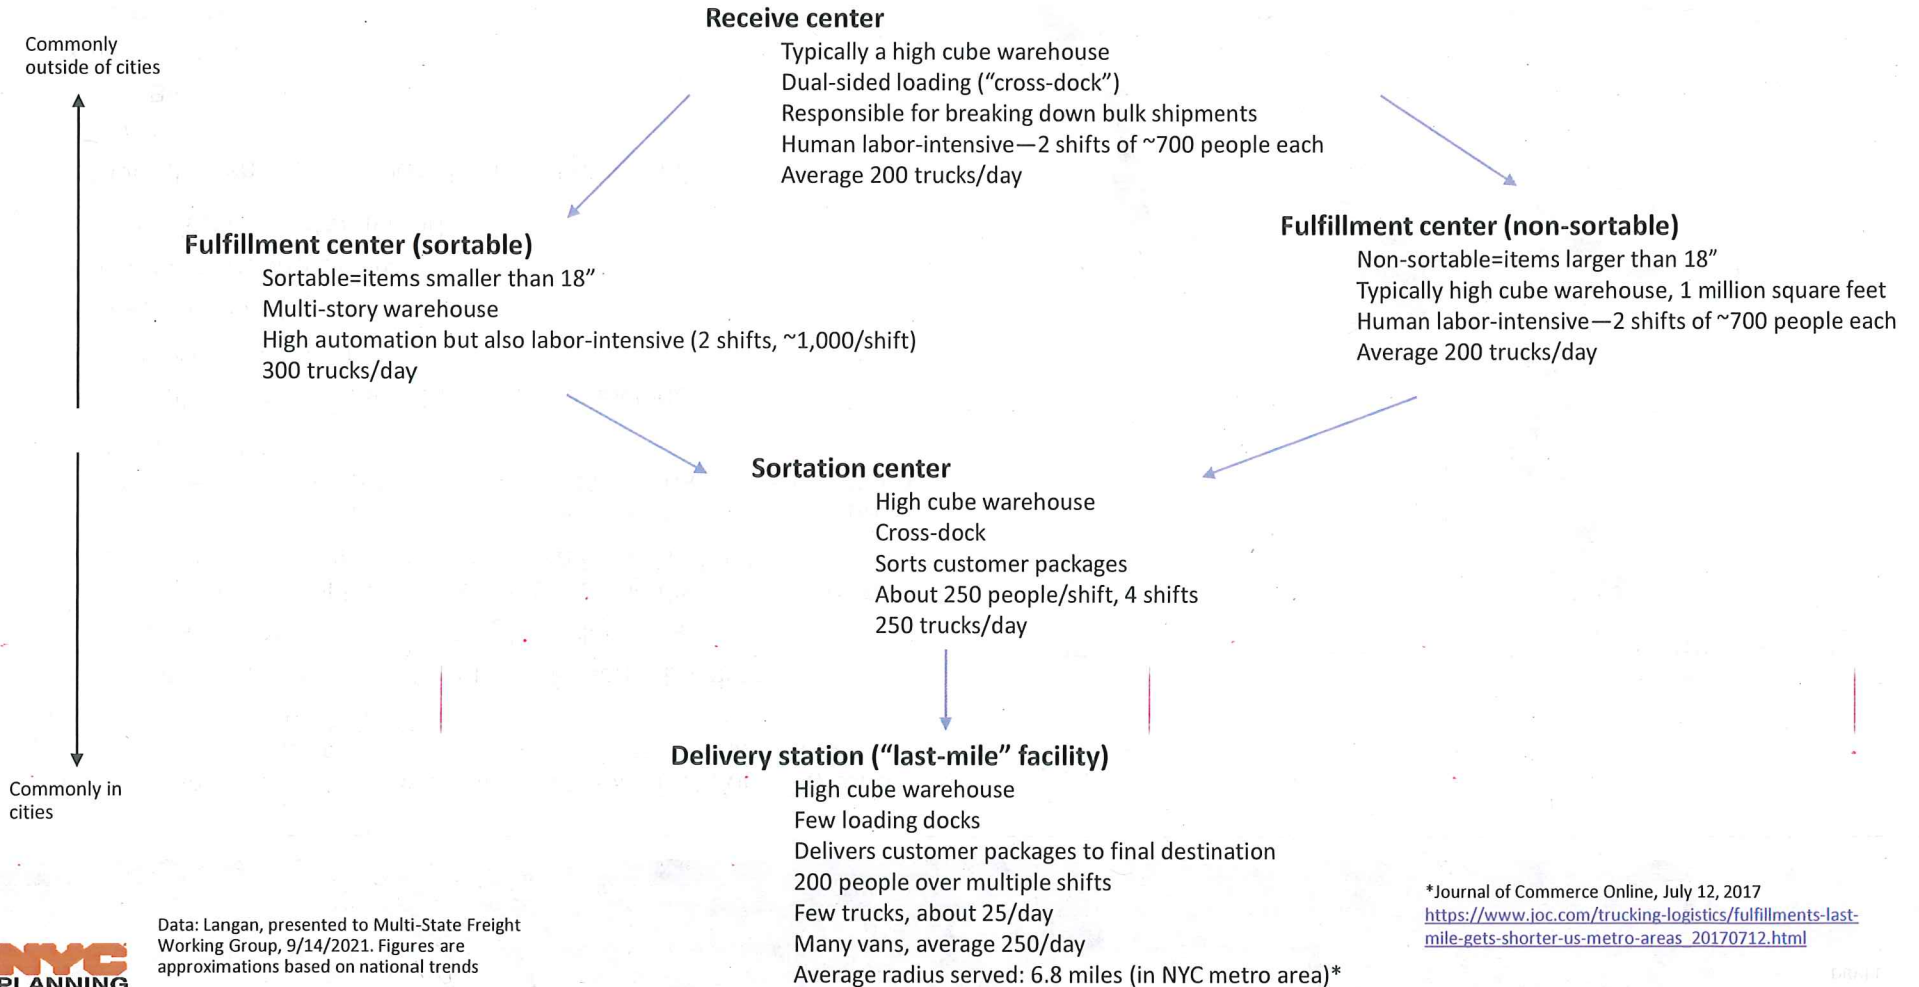 Receive center
Typically a high cube warehouse
Dual-sided loading (“cross-dock”)
Responsible for breaking down bulk shipments
Human labor-intensive—2 shifts of ~700 people each
Average 200 trucks/day
Commonly
outside of cities
Fulfillment center (sortable)
Sortable=items smaller than 18”
Multi-story warehouse
High automation but also labor-intensive (2 shifts, ~1,000/shift)
300 trucks/day
Fulfillment center (non-sortable)
Non-sortable=items larger than 18”
Typically high cube warehouse, 1 million square feet
Human labor-intensive—2 shifts of ~700 people each
Average 200 trucks/day
Sortation center
High cube warehouse
Cross-dock
Sorts customer packages
About 250 people/shift, 4 shifts
250 trucks/day
Delivery station (“last-mile” facility)
High cube warehouse
Few loading docks
Delivers customer packages to final destination
200 people over multiple shifts
Few trucks, about 25/day
Many vans, average 250/day
Average radius served: 6.8 miles (in NYC metro area)*
Commonly in
cities
NYC
PLANNING
Data: Langan, presented to Multi-State Freight
Working Group, 9/14/2021. Figures are
approximations based on national trends
*Journal of Commerce Online, July 12, 2017
https://www.joc.com/trucking-logistics/fulfillments-last-
mile-gets-shorter-us-metro-areas_20170712.html